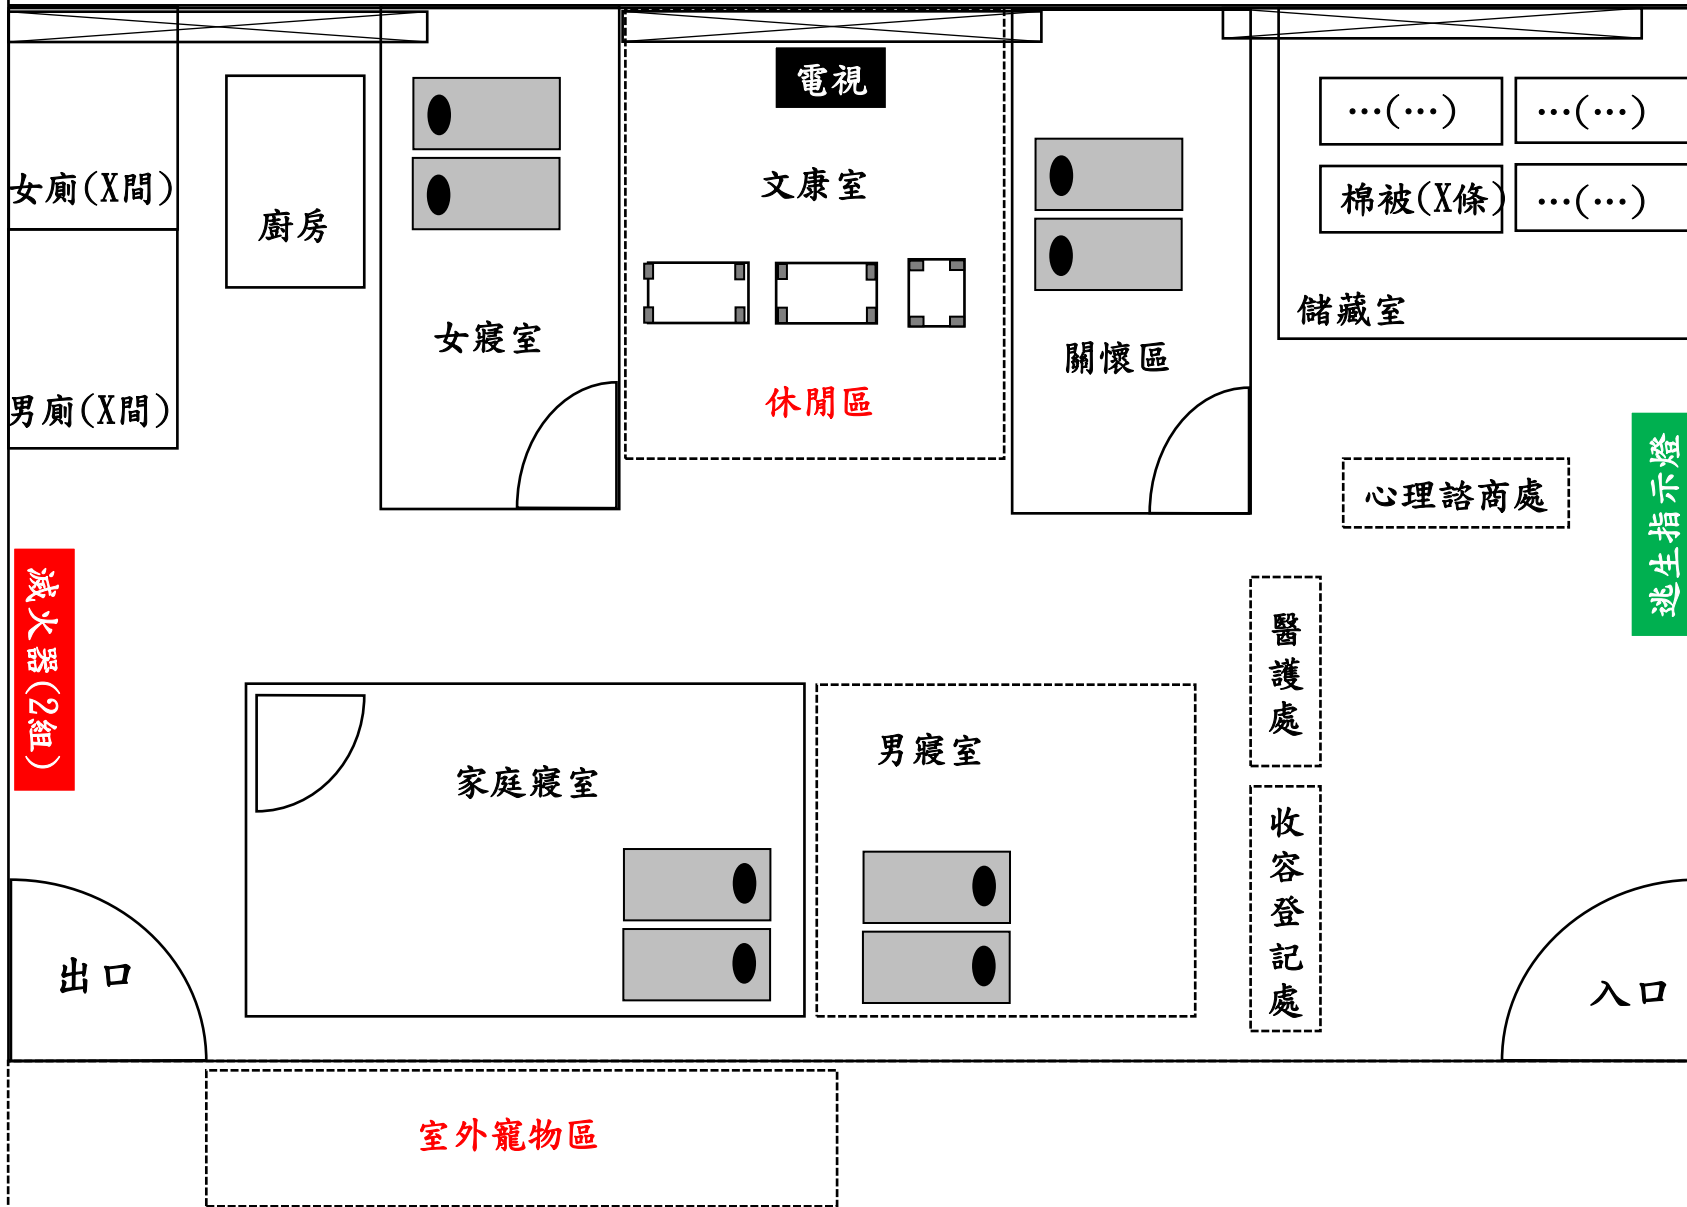 電視
…(…)
…(…)
女廁(X間)
廚房
文康室
棉被(X條)
…(…)
儲藏室
女寢室
關懷區
男廁(X間)
休閒區
心理諮商處
逃生指示燈
滅火器(2組)
醫護處
男寢室
家庭寢室
收容登記處
出口
入口
室外寵物區